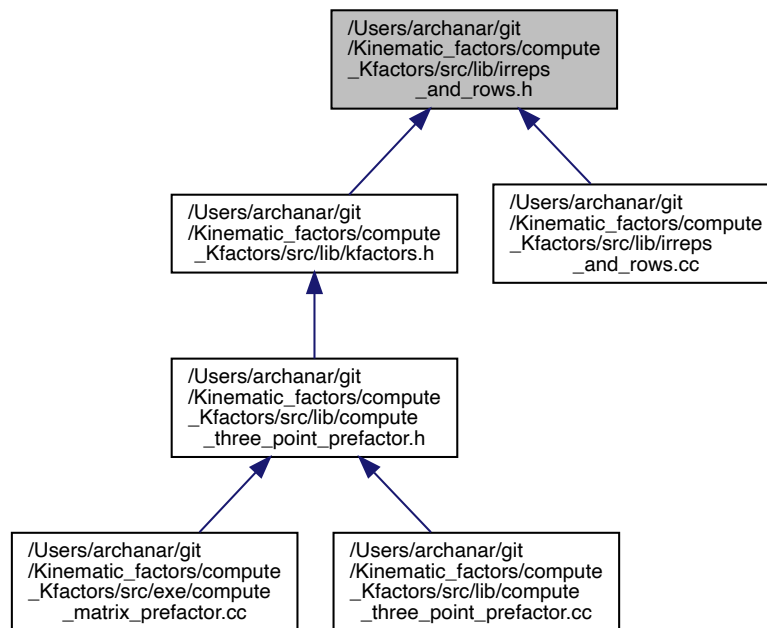 /Users/archanar/git
/Kinematic_factors/compute
_Kfactors/src/lib/irreps
_and_rows.h
/Users/archanar/git
/Kinematic_factors/compute
_Kfactors/src/lib/kfactors.h
/Users/archanar/git
/Kinematic_factors/compute
_Kfactors/src/lib/irreps
_and_rows.cc
/Users/archanar/git
/Kinematic_factors/compute
_Kfactors/src/lib/compute
_three_point_prefactor.h
/Users/archanar/git
/Kinematic_factors/compute
_Kfactors/src/exe/compute
_matrix_prefactor.cc
/Users/archanar/git
/Kinematic_factors/compute
_Kfactors/src/lib/compute
_three_point_prefactor.cc